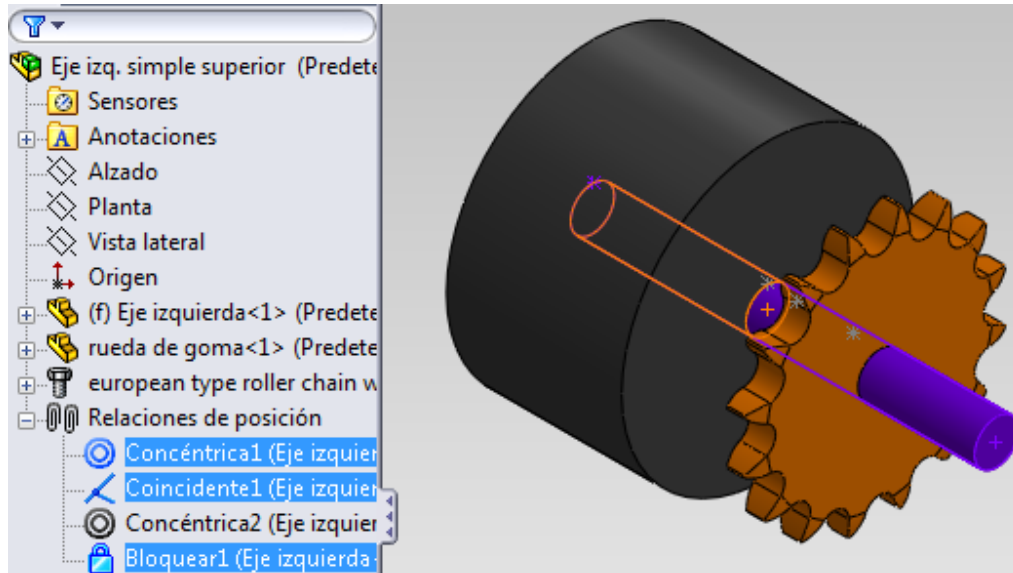 Eje izq. simple superior (Predete
Sensores
A Anotaciones
Alzado
Planta
Vista lateral
Origen
(f) Eje izquierda<1> (Predete
rueda de goma<1> (Predete
european type roller chain w
Relaciones de posición
Concéntrica1 (Eje izquier
Coincidente1 (Eje izquier
Concéntrica2 (Eje izquier
Bloquear1 (Eje izquierda